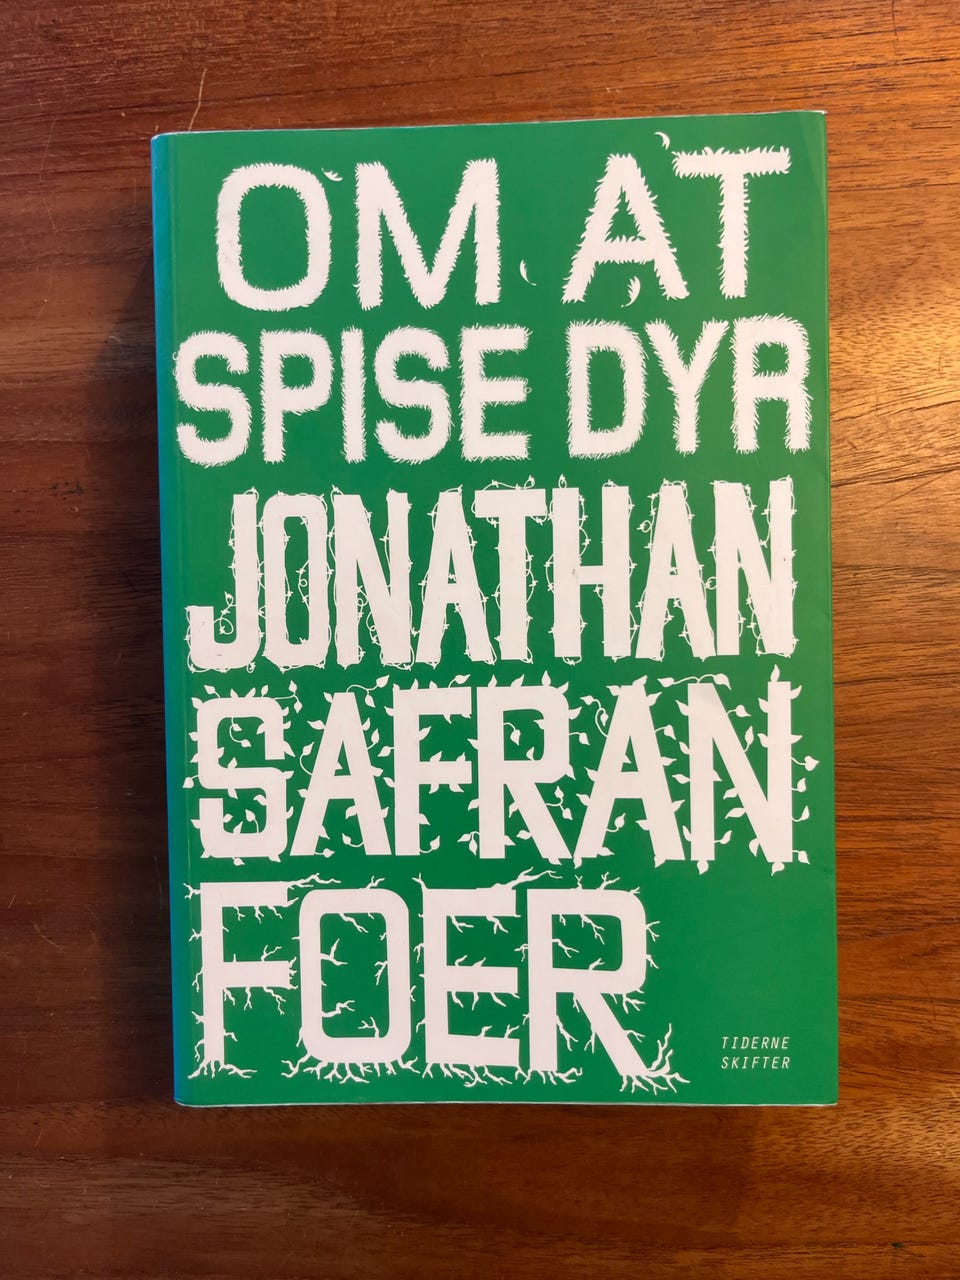 OM AT
SPISE DYR
JONATHAN
SAFRAN
FOER
TIDERNE
SKIFTER